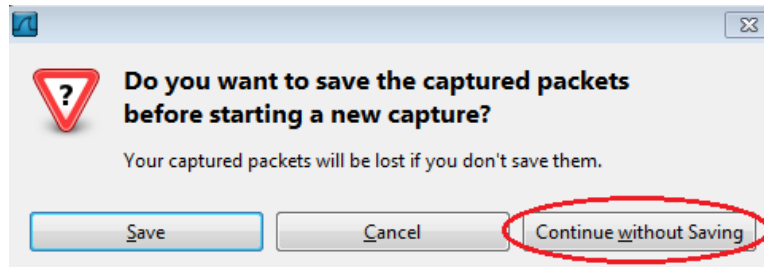 Do you want to save the captured packets
before starting a new capture?
Your captured packets will be lost if you don't save them.
Save Cancel Continue without Saving